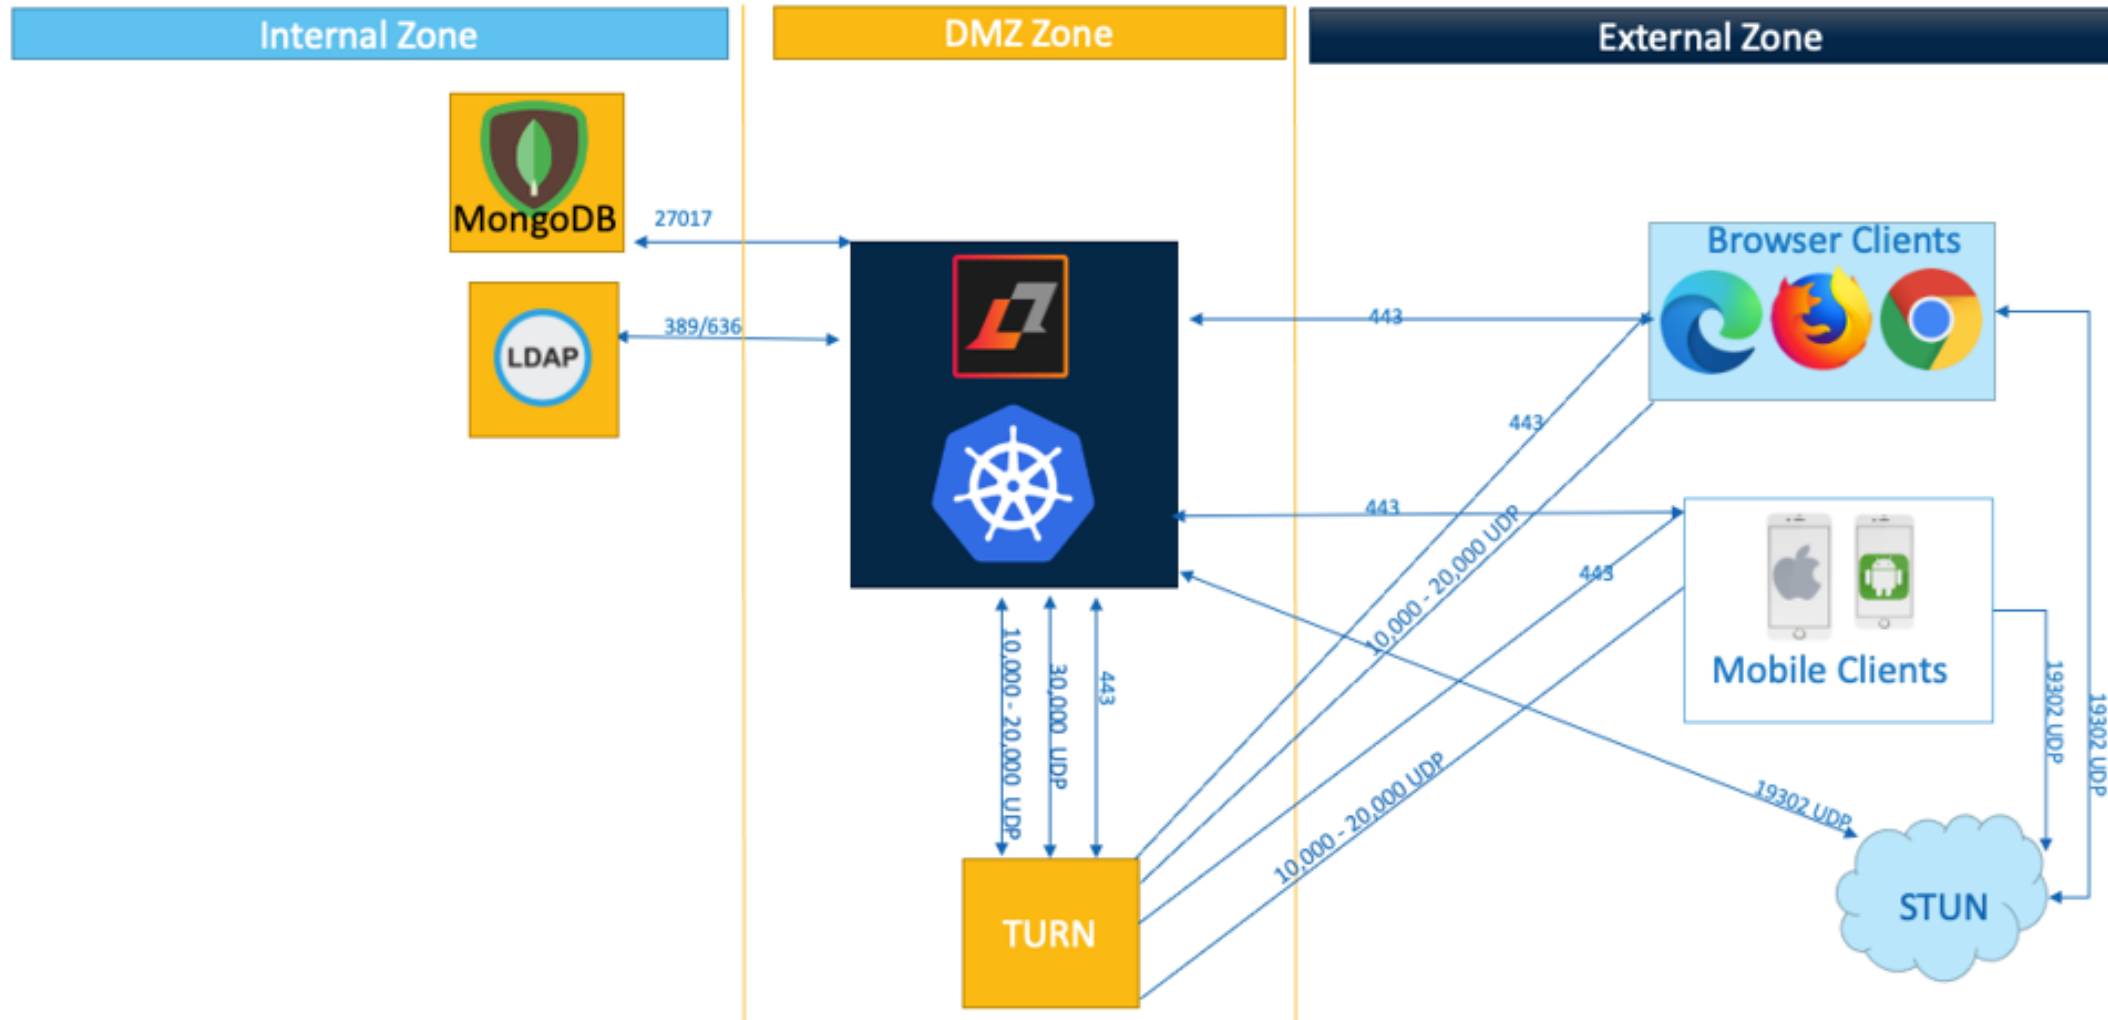 Internal Zone
DMZ Zone
External Zone
MongoDB
27017
LDAP
389/636
Browser Clients
443
443
10,000 - 20,000 UDP
443
443
10,000 - 20,000 UDP
Mobile Clients
10,000 - 20,000 UDP
30,000 UDP
443
19302 UDP
19302 UDP
19302 UDP
TURN
STUN